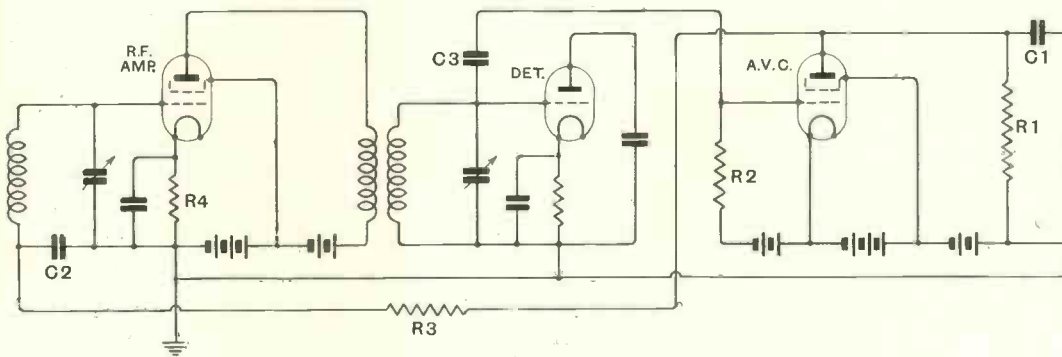 R.F.
AMP.
C3
DET.
A.V.C.
C1
R4
R2
R1
C2
R3